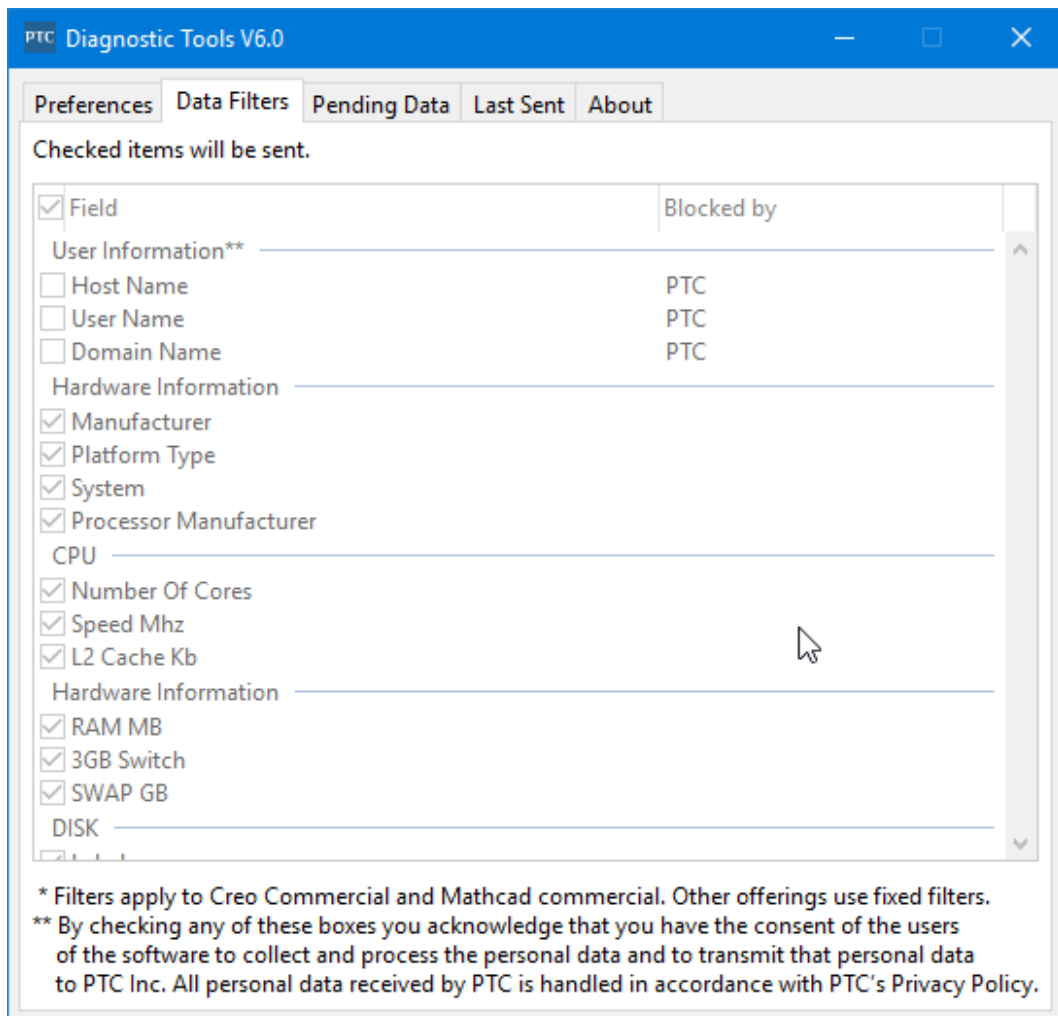 PTC Diagnostic Tools V6.0
Preferences Data Filters Pending Data Last Sent About
Checked items will be sent.
Field Blocked by
User Information**
Host Name PTC
User Name PTC
Domain Name PTC
Hardware Information
Manufacturer
Platform Type
System
Processor Manufacturer
CPU
Number Of Cores
Speed Mhz
L2 Cache Kb
Hardware Information
RAM MB
3GB Switch
SWAP GB
DISK
* Filters apply to Creo Commercial and Mathcad commercial. Other offerings use fixed filters.
** By checking any of these boxes you acknowledge that you have the consent of the users
of the software to collect and process the personal data and to transmit that personal data
to PTC Inc. All personal data received by PTC is handled in accordance with PTC's Privacy Policy.